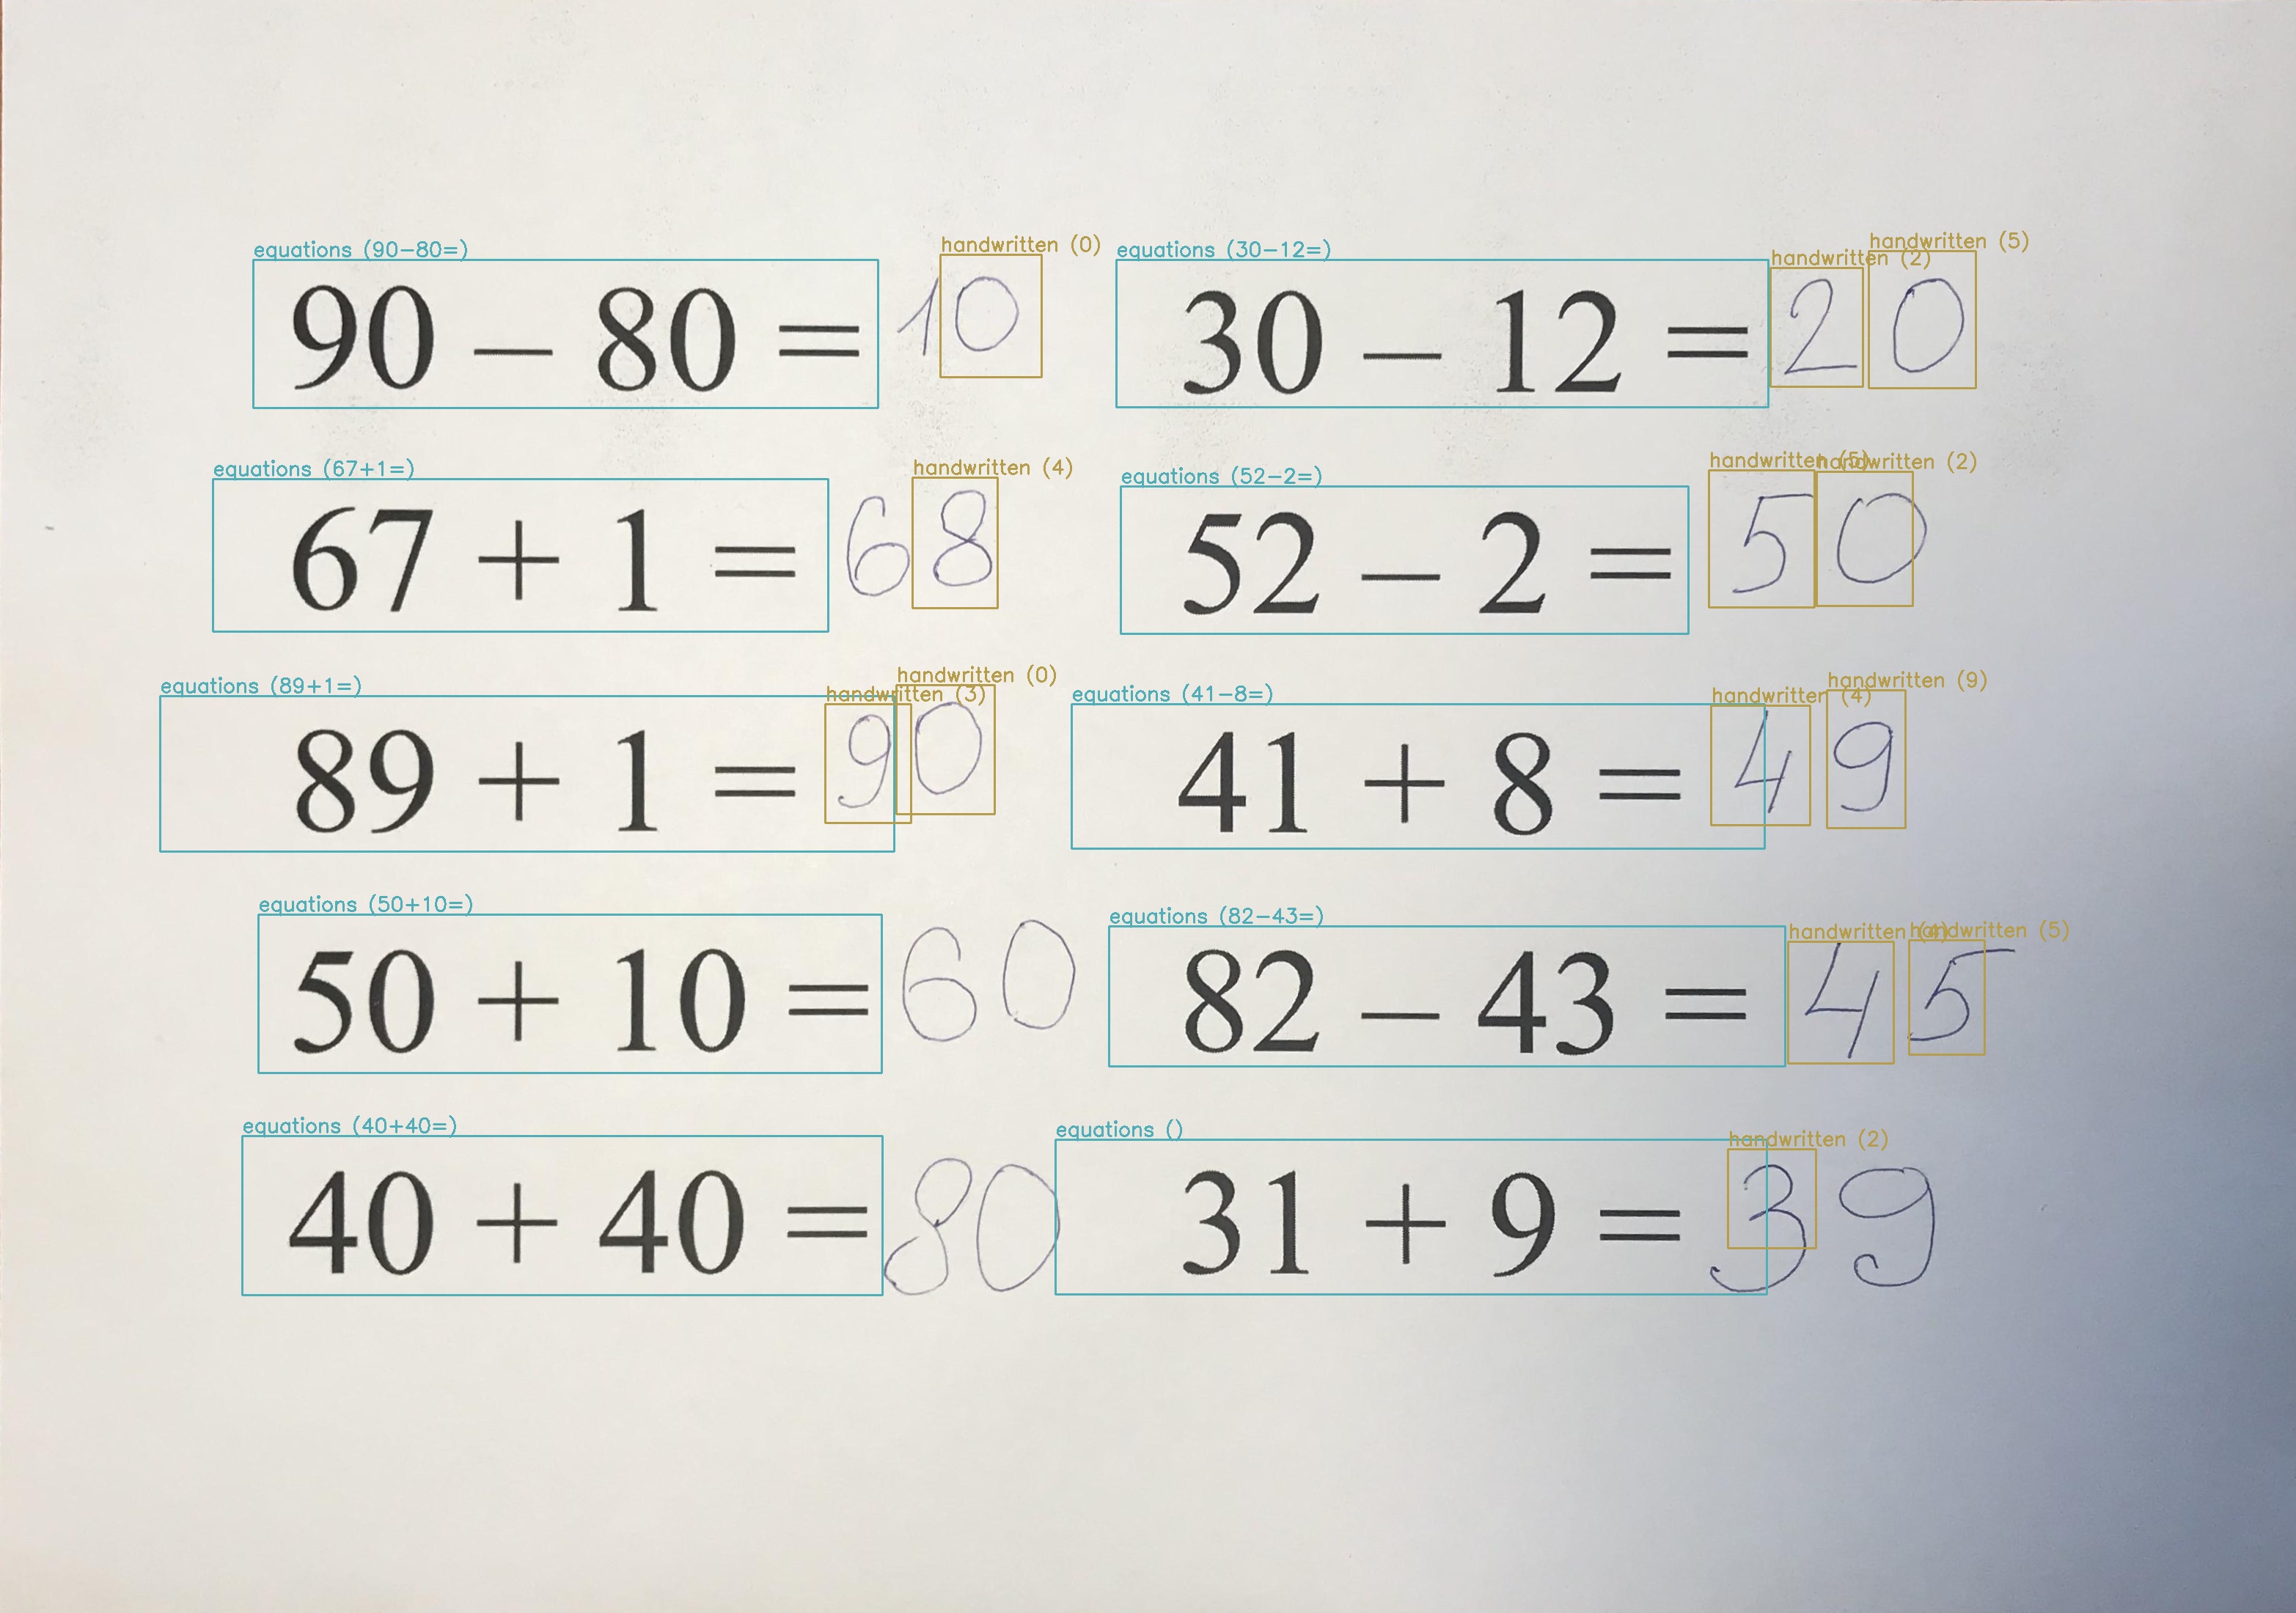 equations (90-80=) handwritten (0) equations (30-12=) handwritten (2) handwritten (5)
90 – 80 = 10 30 – 12 = 20
equations (67+1=) handwritten (4) equations (52-2=) handwritten (5) handwritten (2)
67 + 1 = 68 52 – 2 = 50
equations (89+1=) handwritten (3) handwritten (0) equations (41-8=) handwritten (4) handwritten (9)
89 + 1 = 90 41 + 8 = 49
equations (50+10=) equations (82-43=) handwritten (4) handwritten (5)
50 + 10 = 60 82 – 43 = 45
equations (40+40=) equations () handwritten (2)
40 + 40 = 80 31 + 9 = 39